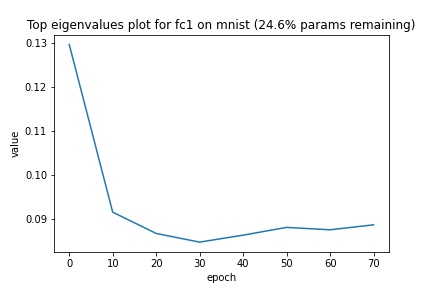 Top eigenvalues plot for fc1 on mnist (24.6% params remaining)
0.13
0.12
0.11
0.10
0.09
value
0 10 20 30 40 50 60 70
epoch